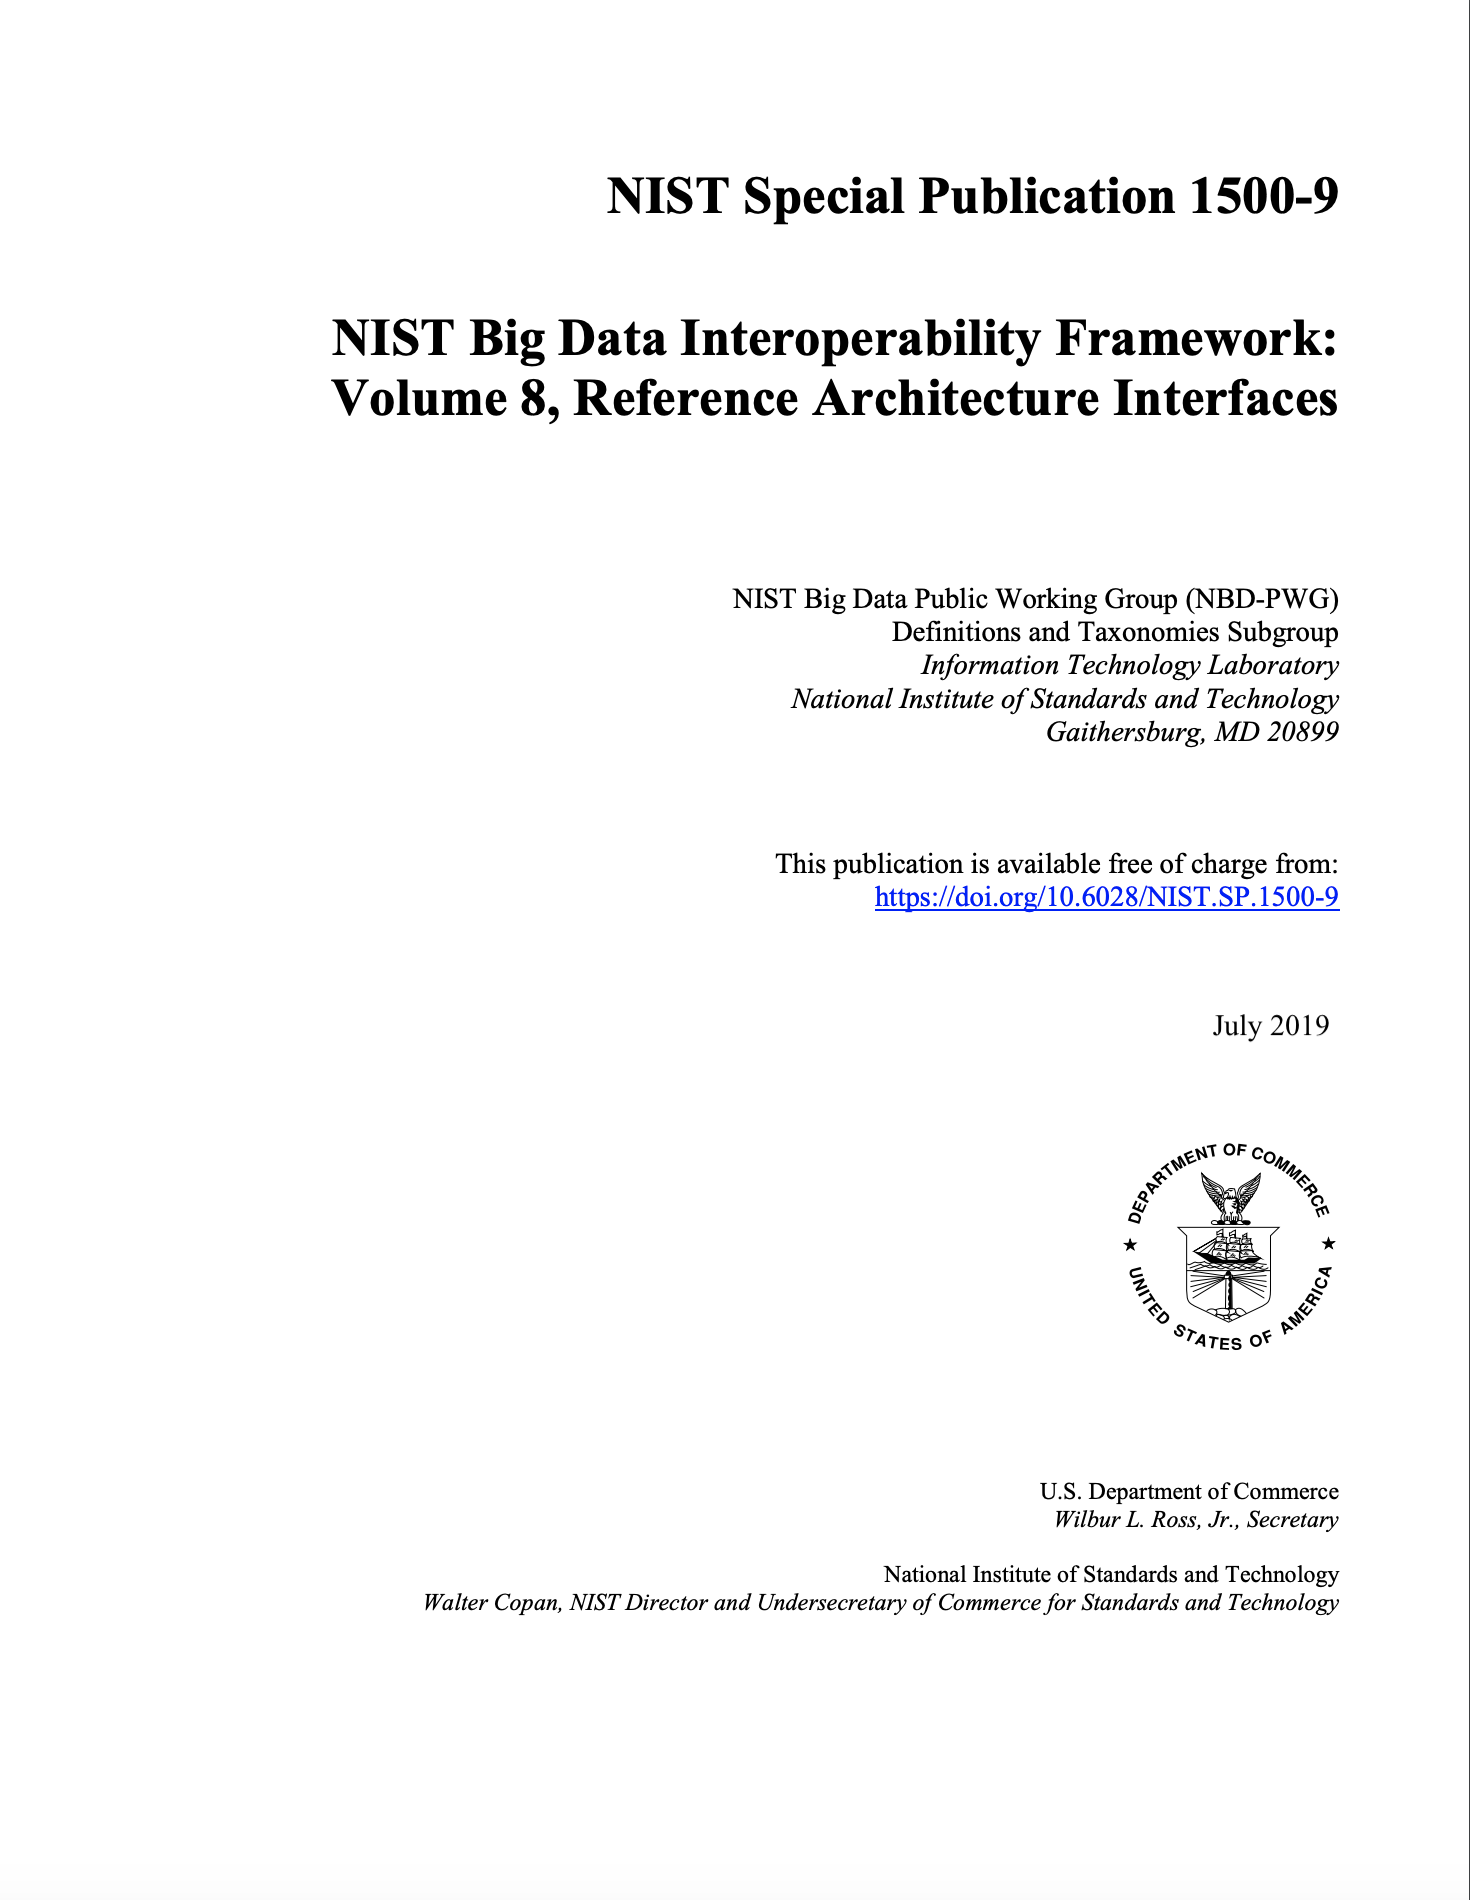 NIST Special Publication 1500-9
NIST Big Data Interoperability Framework:
Volume 8, Reference Architecture Interfaces
NIST Big Data Public Working Group (NBD-PWG)
Definitions and Taxonomies Subgroup
Information Technology Laboratory
National Institute of Standards and Technology
Gaithersburg, MD 20899
This publication is available free of charge from:
https://doi.org/10.6028/NIST.SP.1500-9
July 2019
DEPARTMENT OF COMMERCE
★ ★
UNITED STATES OF AMERICA
U.S. Department of Commerce
Wilbur L. Ross, Jr., Secretary
National Institute of Standards and Technology
Walter Copan, NIST Director and Undersecretary of Commerce for Standards and Technology